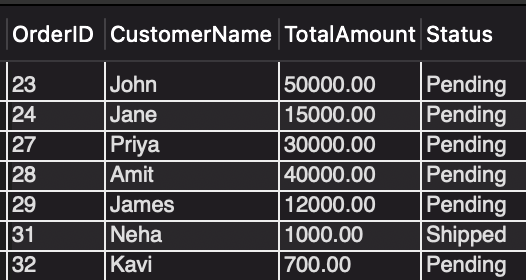 OrderID CustomerName TotalAmount Status
23 John 50000.00 Pending
24 Jane 15000.00 Pending
27 Priya 30000.00 Pending
28 Amit 40000.00 Pending
29 James 12000.00 Pending
31 Neha 1000.00 Shipped
32 Kavi 700.00 Pending